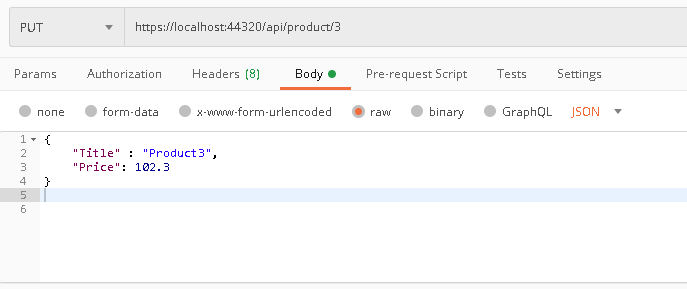 PUT https://localhost:44320/api/product/3
Params Authorization Headers (8) Body Pre-request Script Tests Settings
none form-data x-www-form-urlencoded raw binary GraphQL JSON
1 {
2 "Title" : "Product3",
3 "Price": 102.3
4 }
5
6